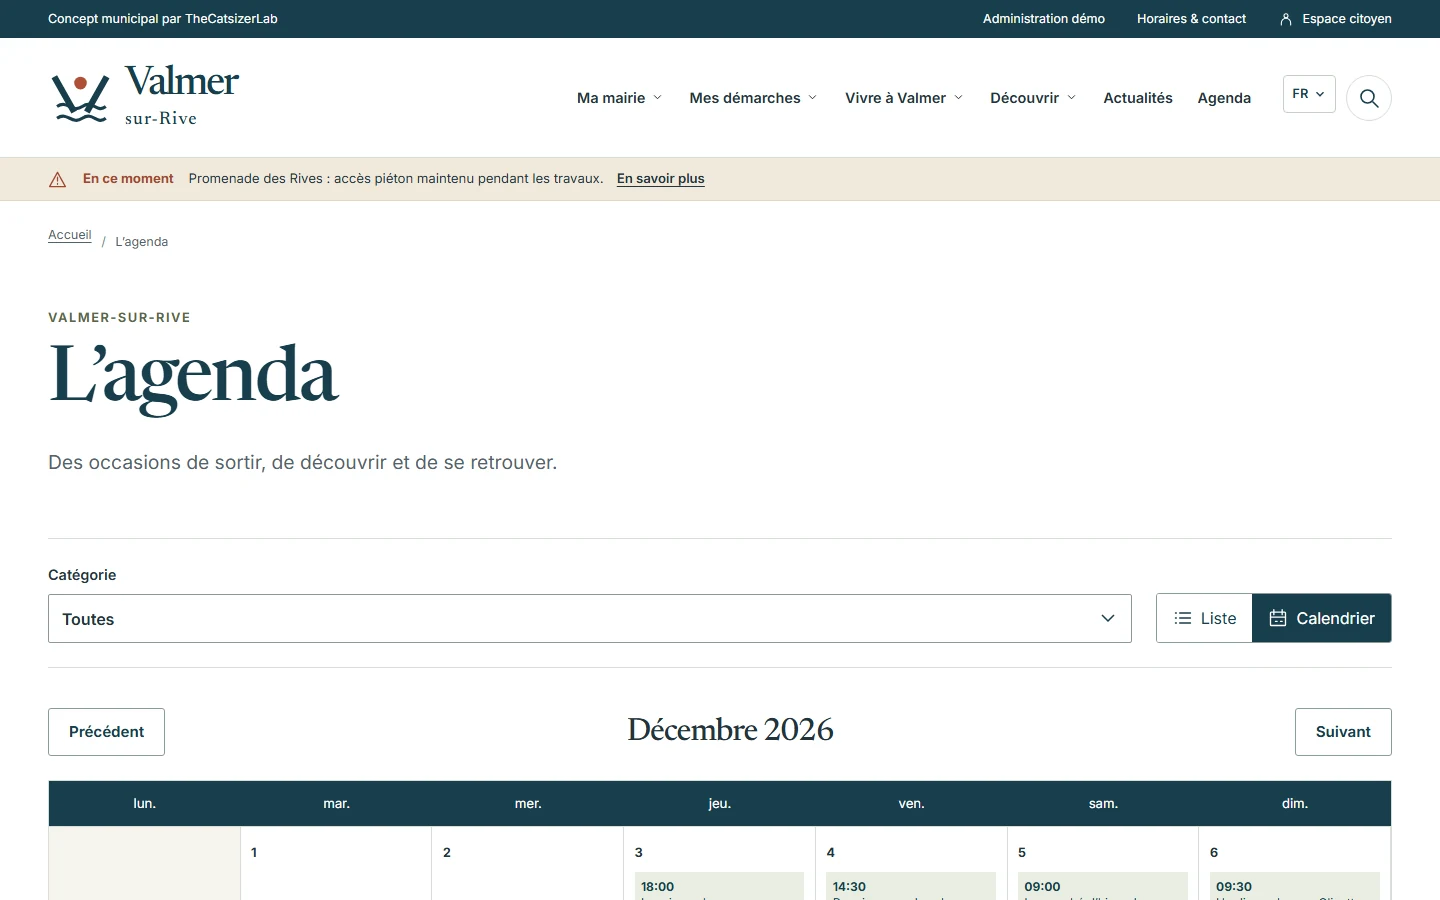 Concept municipal par TheCatsizerLab
Administration démo
Horaires & contact
Espace citoyen
Valmer
sur-Rive
Ma mairie
Mes démarches
Vivre à Valmer
Découvrir
Actualités
Agenda
FR
En ce moment Promenade des Rives : accès piéton maintenu pendant les travaux. En savoir plus
Accueil / L’agenda
VALMER-SUR-RIVE
L’agenda
Des occasions de sortir, de découvrir et de se retrouver.
Catégorie
Toutes
Liste
Calendrier
Précédent
Décembre 2026
Suivant
lun. mar. mer. jeu. ven. sam. dim.
1 2 3 4 5 6
18:00 14:30 09:00 09:30